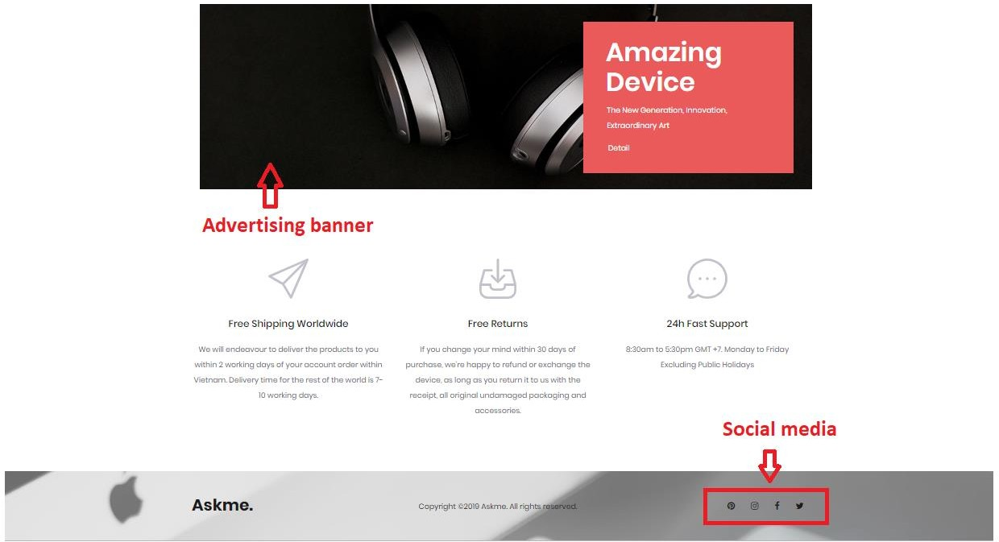 Amazing
Device
The New Generation, Innovation,
Extraordinary Art
Detail
Advertising banner
Free Shipping Worldwide
We will endeavour to deliver the products to you
within 2 working days of your account order within
Vietnam. Delivery time for the rest of the world is 7-
10 working days.
Free Returns
If you change your mind within 30 days of
purchase, we're happy to refund or exchange the
device, as long as you return it to us with the
receipt, all original undamaged packaging and
accessories.
24h Fast Support
8:30am to 5:30pm GMT +7. Monday to Friday
Excluding Public Holidays
Social media
Askme.
Copyright ©2019 Askme. All rights reserved.